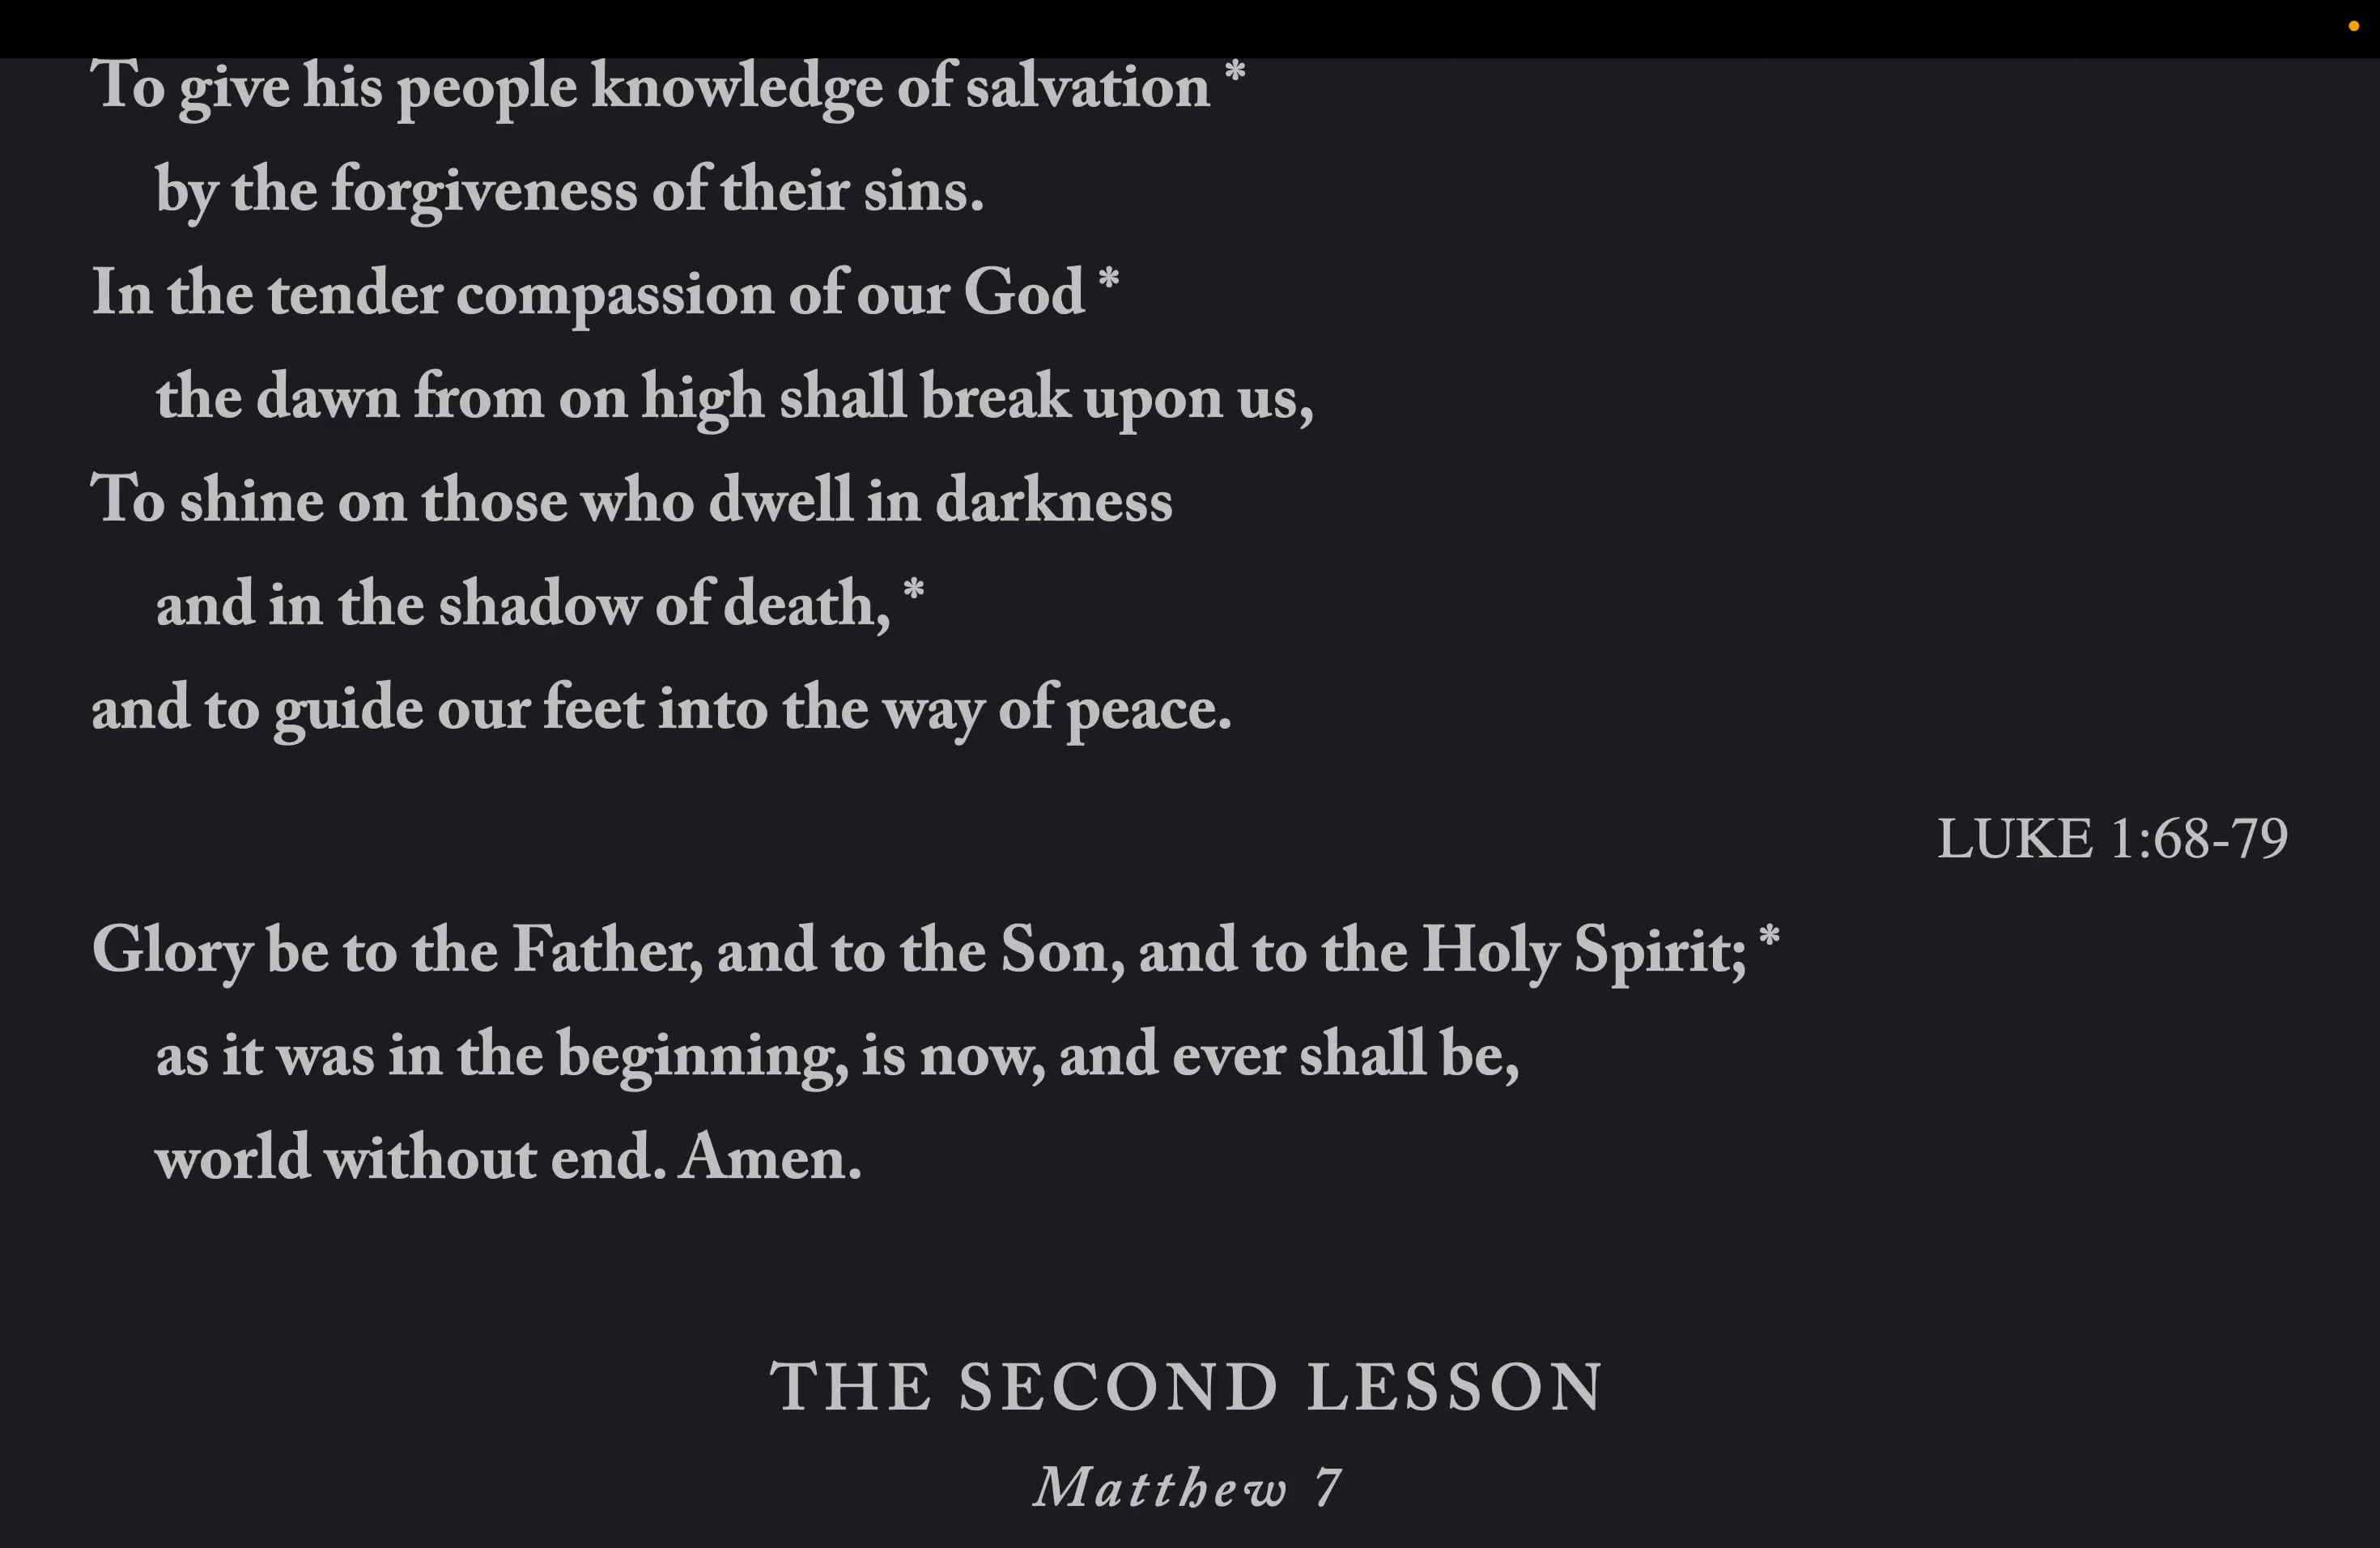 To give his people knowledge of salvation *
by the forgiveness of their sins.
In the tender compassion of our God *
the dawn from on high shall break upon us,
To shine on those who dwell in darkness
and in the shadow of death, *
and to guide our feet into the way of peace.
LUKE 1:68-79
Glory be to the Father, and to the Son, and to the Holy Spirit; *
as it was in the beginning, is now, and ever shall be,
world without end. Amen.
THE SECOND LESSON
Matthew 7